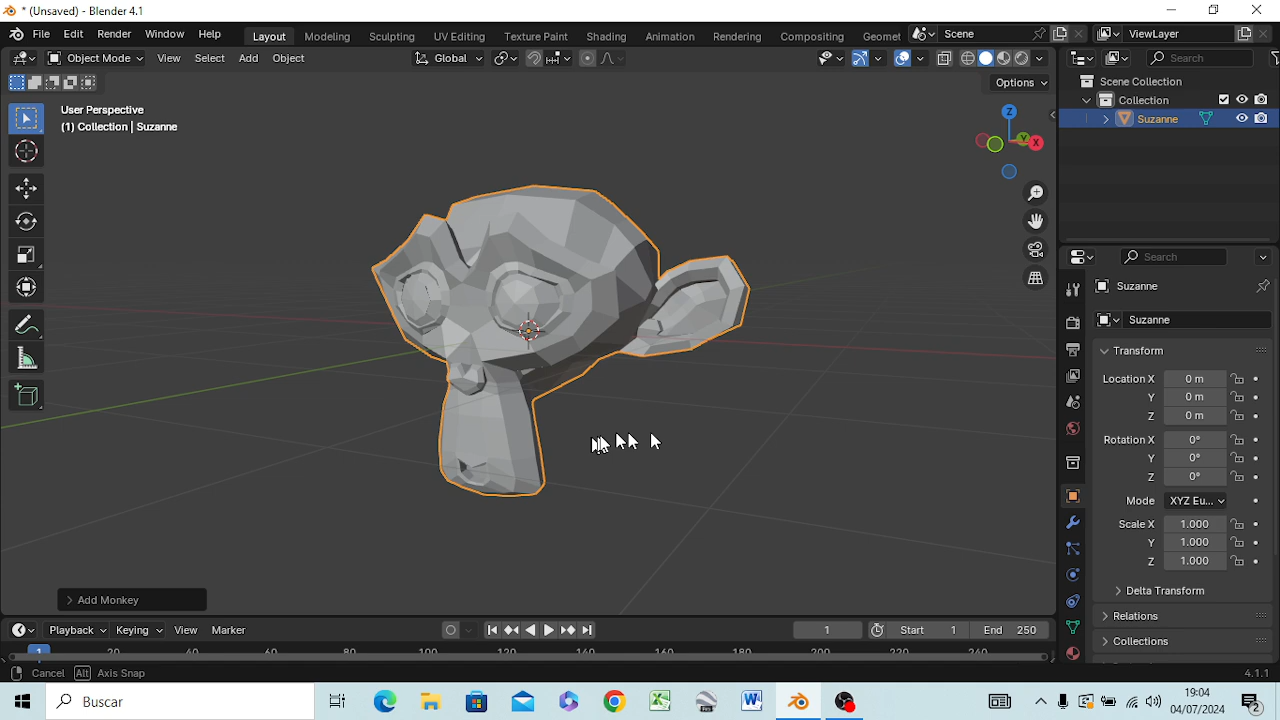 * (Unsaved) - Blender 4.1
File Edit Render Window Help Layout Modeling Sculpting UV Editing Texture Paint Shading Animation Rendering Compositing Geomet Scene ViewLayer
Object Mode View Select Add Object Global Search
Options
User Perspective
(1) Collection | Suzanne
Scene Collection
Collection
Suzanne
Z
Y
X
Search
Suzanne
Suzanne
Transform
Location X 0 m
Y 0 m
Z 0 m
Rotation X 0°
Y 0°
Z 0°
Mode XYZ Eu...
Scale X 1.000
Y 1.000
Z 1.000
Delta Transform
Relations
Collections
Add Monkey
Playback Keying View Marker 1 Start 1 End 250
1 20 40 60 80 100 120 140 160 180 200 220 240
Cancel Alt Axis Snap 4.1.1
Buscar
19:04
04/07/2024
2